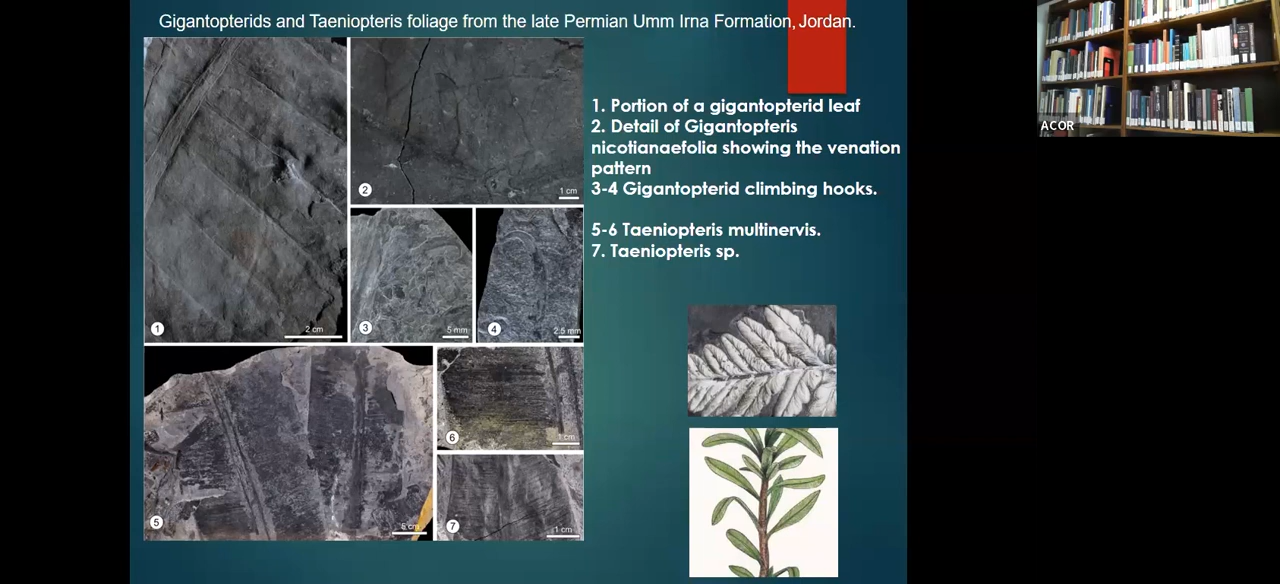 Gigantopterids and Taeniopteris foliage from the late Permian Umm Irna Formation, Jordan.
1. Portion of a gigantopterid leaf
2. Detail of Gigantopteris
nicotianaefolia showing the venation
pattern
3-4 Gigantopterid climbing hooks.
5-6 Taeniopteris multinervis.
7. Taeniopteris sp.
ACOR
2
1 cm
1
2 cm
3
5 mm
4
2.5 mm
6
1 cm
5
5 cm
7
1 cm